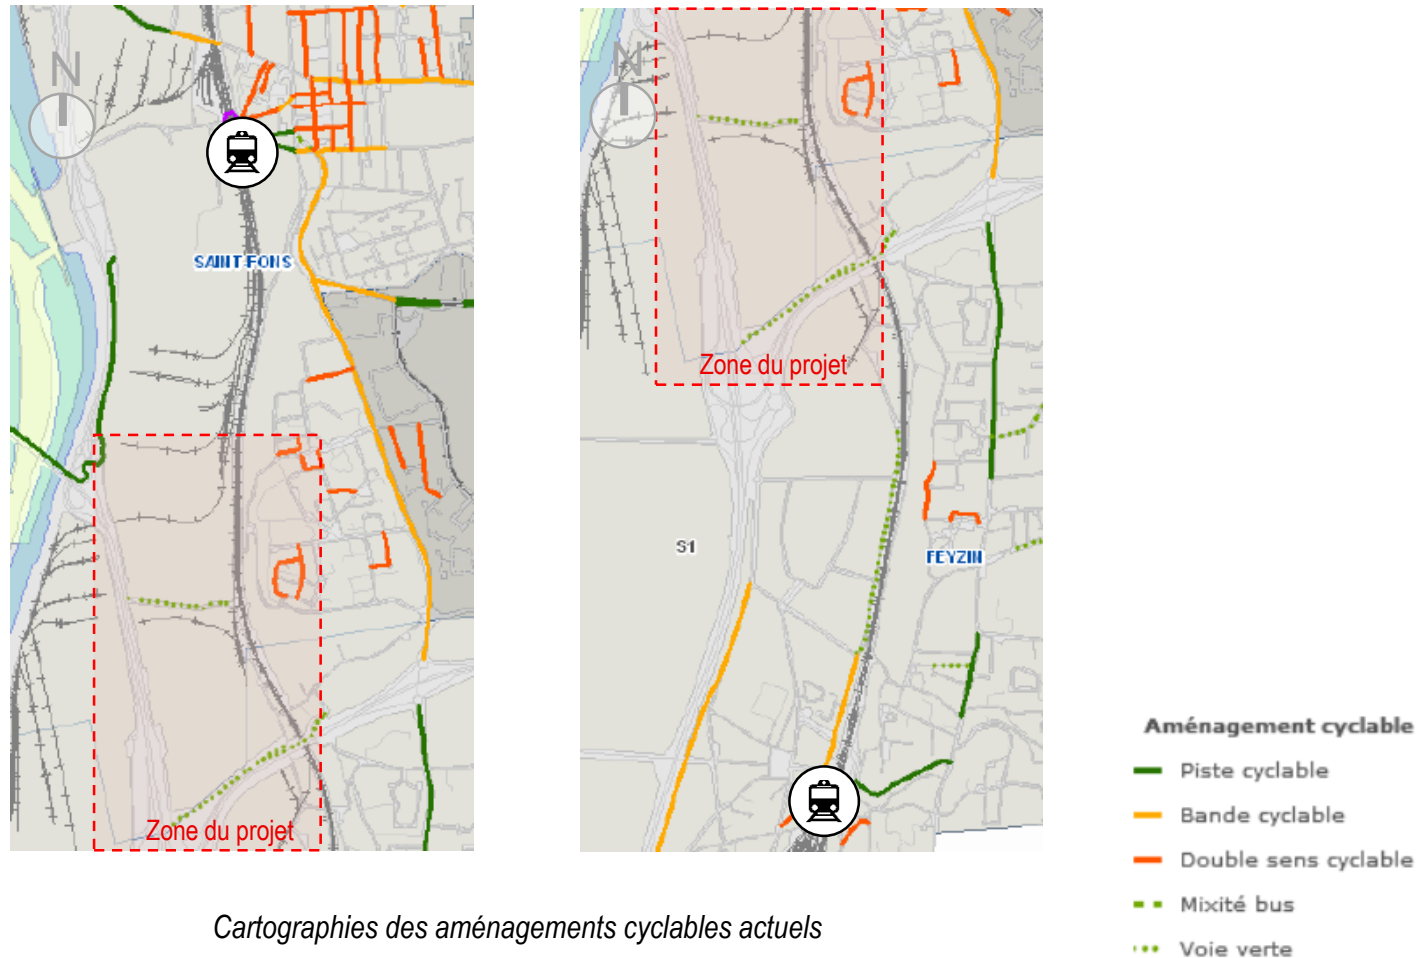 N
SAINT-FONS
Zone du projet
N
Zone du projet
S1
FEYZIN
Aménagement cyclable
Piste cyclable
Bande cyclable
Double sens cyclable
Mixité bus
Voie verte
Cartographies des aménagements cyclables actuels